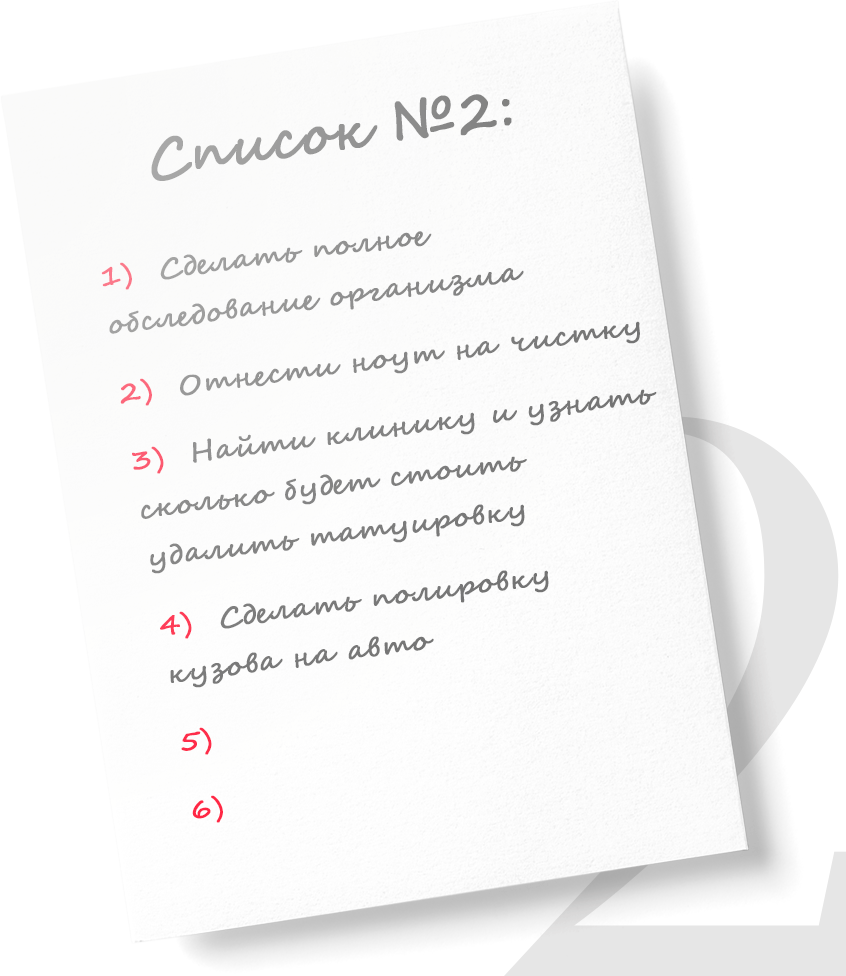 Список №2:
1) Сделать полное
обследование организма
2) Отнести ноут на чистку
3) Найти клинику и узнать
сколько будет стоить
удалить татуировку
4) Сделать полировку
кузова на авто
5)
6)
2